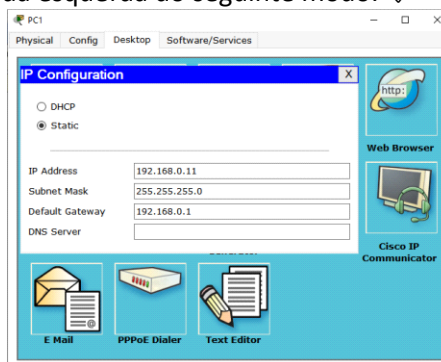 da esquerda do seguinte modo:
PC1
Physical Config Desktop Software/Services
IP Configuration X
http:
DHCP
Static
Web Browser
IP Address 192.168.0.11
Subnet Mask 255.255.255.0
Default Gateway 192.168.0.1
DNS Server
Cisco IP
Communicator
E Mail PPPoE Dialer Text Editor